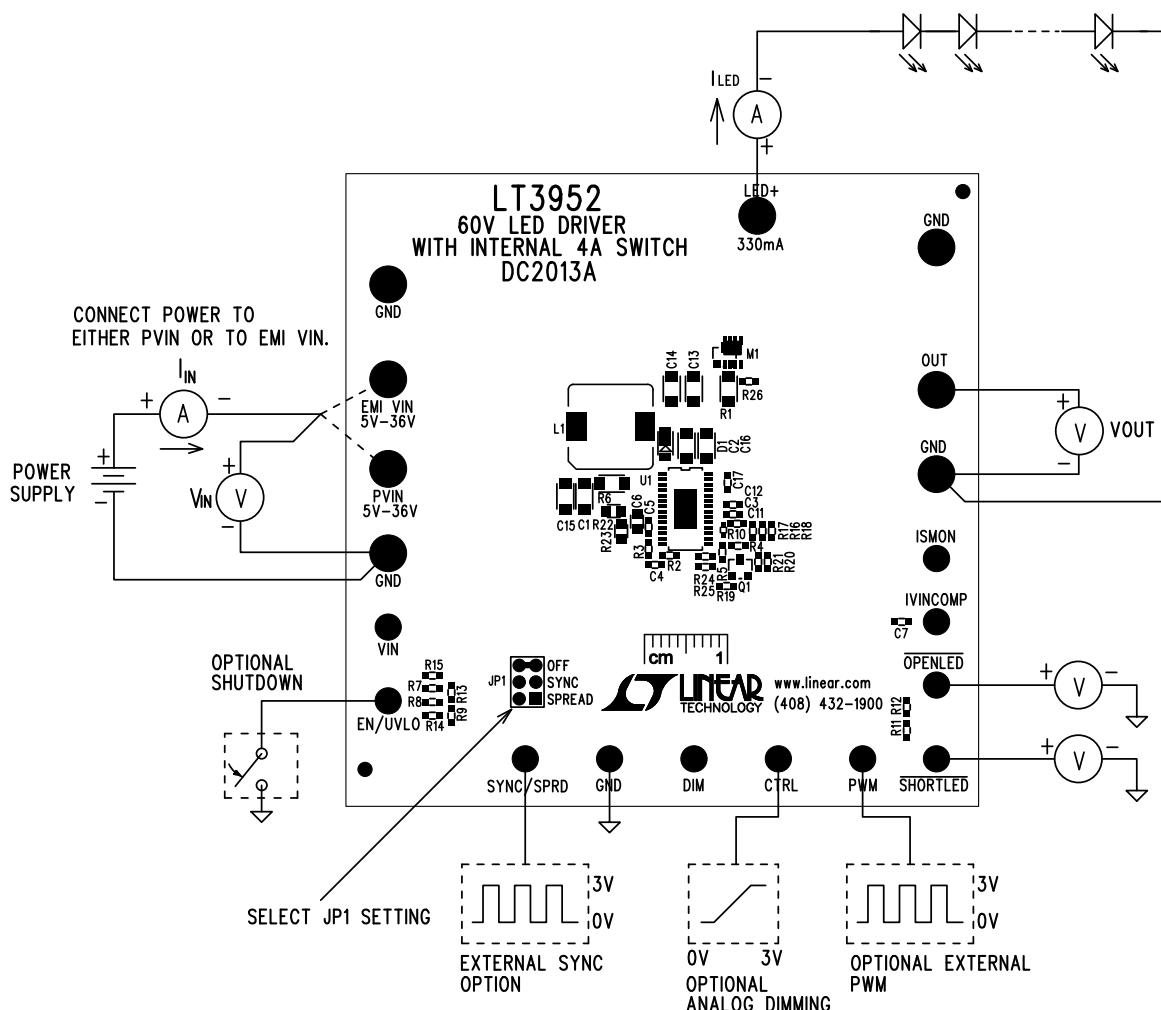 I LED
−
A
+
LT3952
60V LED DRIVER
WITH INTERNAL 4A SWITCH
DC2013A
LED+
330mA
GND
GND
CONNECT POWER TO
EITHER PVIN OR TO EMI VIN.
IIN
+
A
−
EMI VIN
5V-36V
POWER
SUPPLY
+
−
VIN
+
V
−
PVIN
5V-36V
GND
VIN
C14
C13
M1
R26
R1
L1
D1
C2
C16
U1
C17
C12
C3
C11
R6
C15
C1
R22
R23
C6
C5
R3
R2
C4
R10
R17
R16
R18
R4
R5
R21
R20
R24
R25
R19
Q1
OUT
GND
+
V
−
VOUT
ISMON
IVINCOMP
C7
OPENLED
+
V
R12
R11
SHORTLED
+
V
OPTIONAL
SHUTDOWN
R15
R7
R8
R14
R13
R9
EN/UVLO
JP1
OFF
SYNC
SPREAD
cm 1
LINEAR
TECHNOLOGY
www.linear.com
(408) 432-1900
SYNC/SPRD
GND
DIM
CTRL
PWM
SELECT JP1 SETTING
3V
0V
EXTERNAL SYNC
OPTION
0V 3V
OPTIONAL
ANALOG DIMMING
3V
0V
OPTIONAL EXTERNAL
PWM